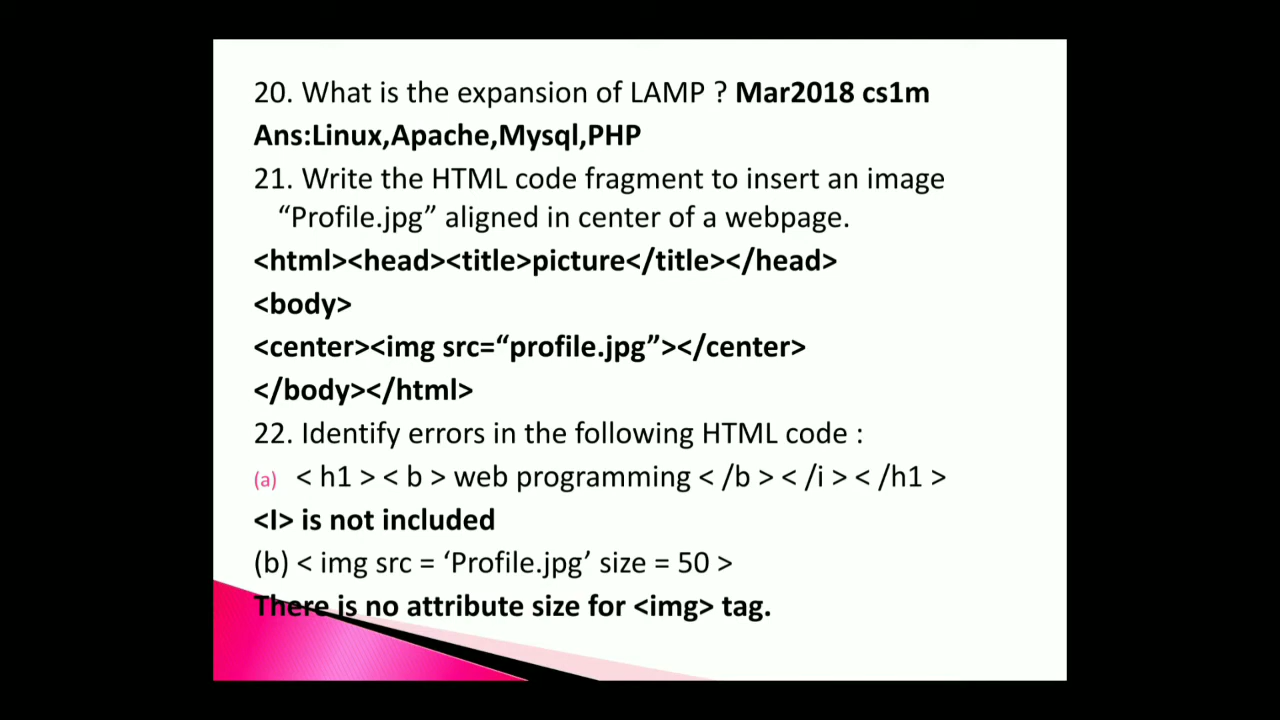 20. What is the expansion of LAMP ? Mar2018 cs1m
Ans:Linux,Apache,Mysql,PHP
21. Write the HTML code fragment to insert an image
“Profile.jpg” aligned in center of a webpage.
<html><head><title>picture</title></head>
<body>
<center><img src=“profile.jpg”></center>
</body></html>
22. Identify errors in the following HTML code :
(a) < h1 > < b > web programming < /b > < /i > < /h1 >
<I> is not included
(b) < img src = ‘Profile.jpg’ size = 50 >
There is no attribute size for <img> tag.